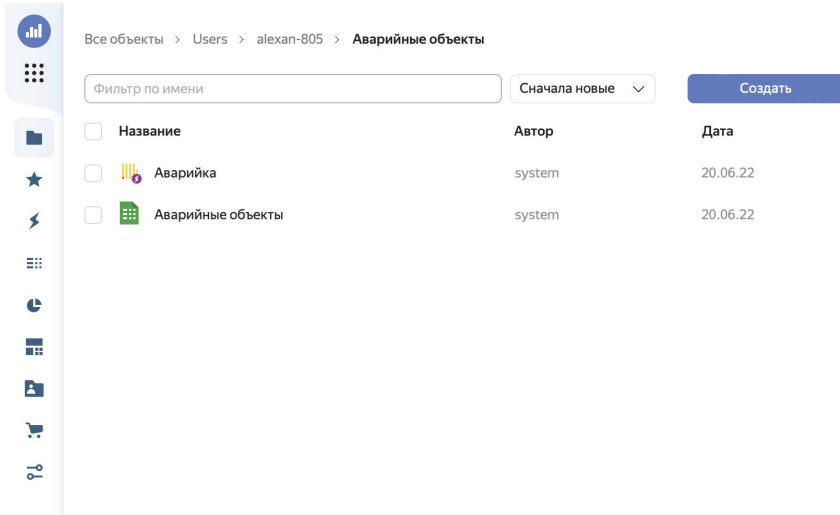 Все объекты > Users > alexan-805 > Аварийные объекты
Фильтр по имени Сначала новые Создать
Название Автор Дата
Аварийка system 20.06.22
Аварийные объекты system 20.06.22